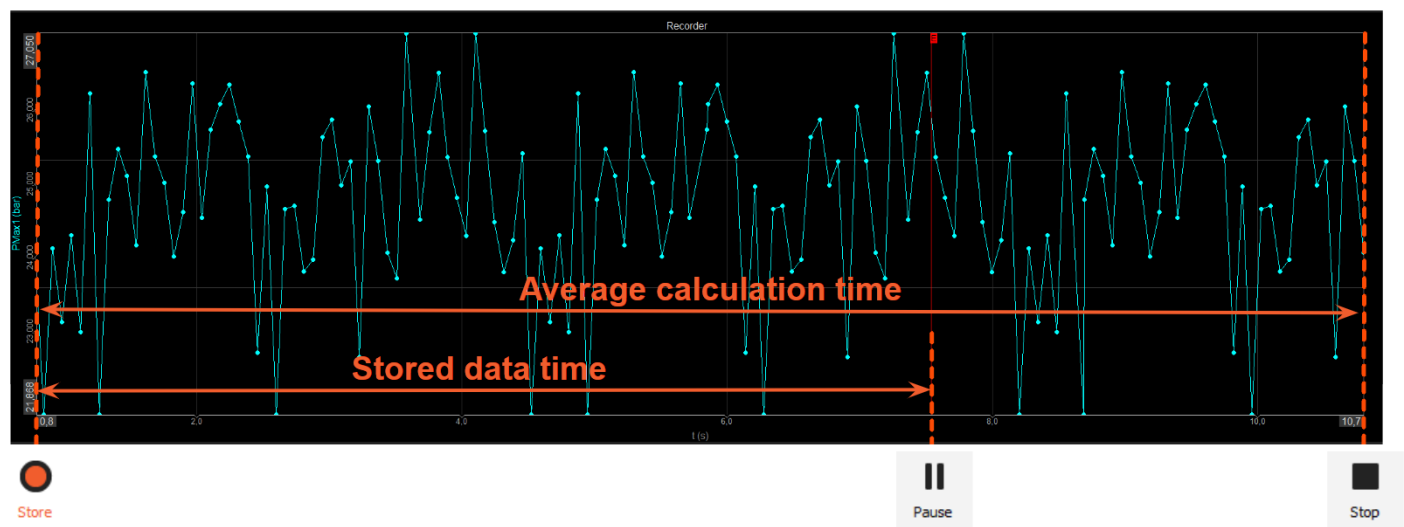 Recorder
27,050
26,000
25,000
24,000
23,000
21,868
PMax1 (bar)
Average calculation time
Stored data time
0,8 2,0 4,0 6,0 8,0 10,0 10,7
t (s)
Store Pause Stop